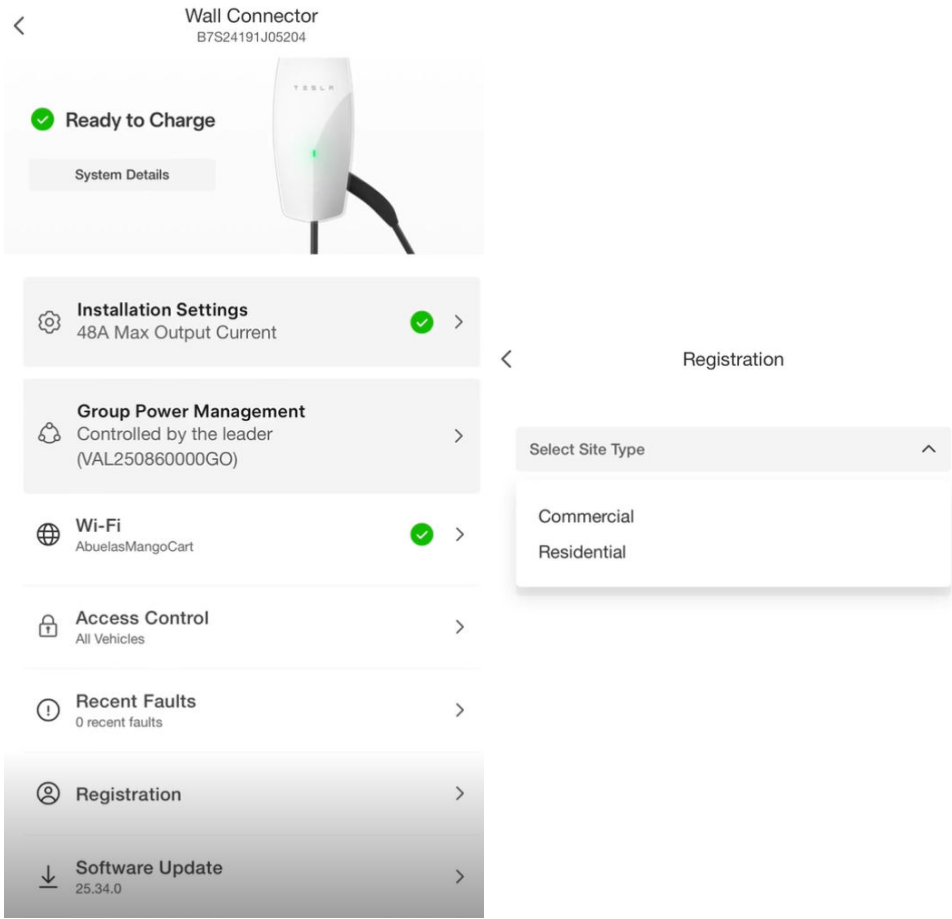 Wall Connector
B7S24191J05204
TESLA
Ready to Charge
System Details
Installation Settings
48A Max Output Current
Group Power Management
Controlled by the leader
(VAL250860000GO)
Wi-Fi
AbuelasMangoCart
Access Control
All Vehicles
Recent Faults
0 recent faults
Registration
Software Update
25.34.0
Registration
Select Site Type
Commercial
Residential